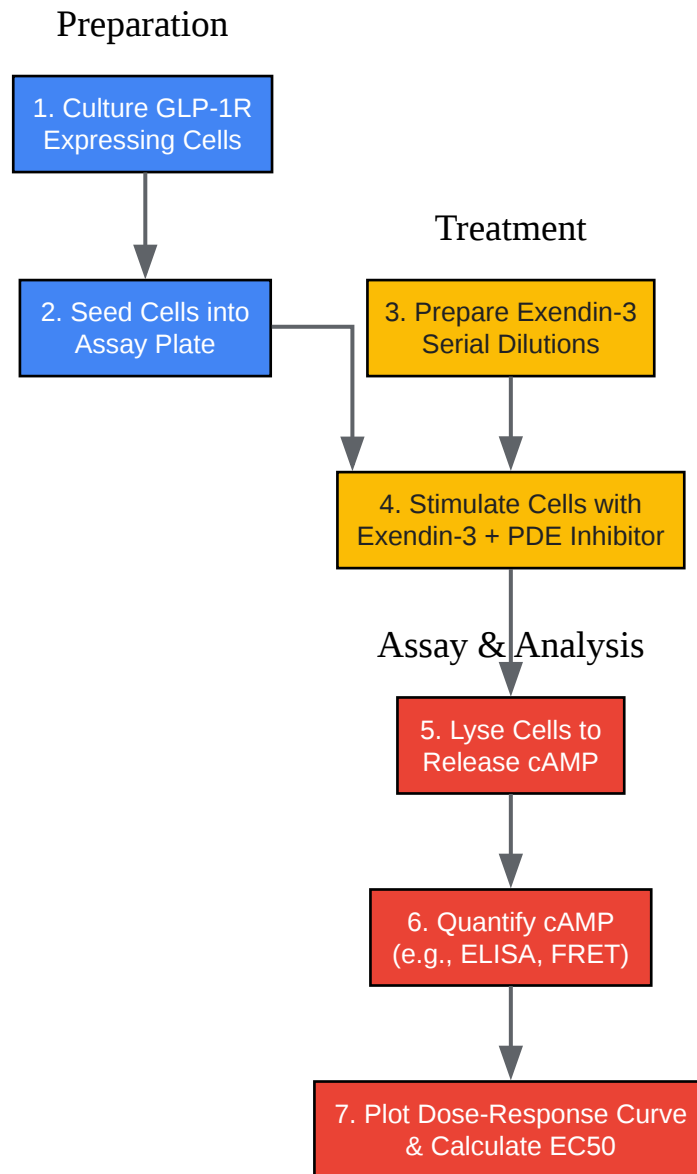 Preparation
1. Culture GLP-1R
Expressing Cells
2. Seed Cells into
Assay Plate
Treatment
3. Prepare Exendin-3
Serial Dilutions
4. Stimulate Cells with
Exendin-3 + PDE Inhibitor
Assay & Analysis
5. Lyse Cells to
Release cAMP
6. Quantify cAMP
(e.g., ELISA, FRET)
7. Plot Dose-Response Curve
& Calculate EC50